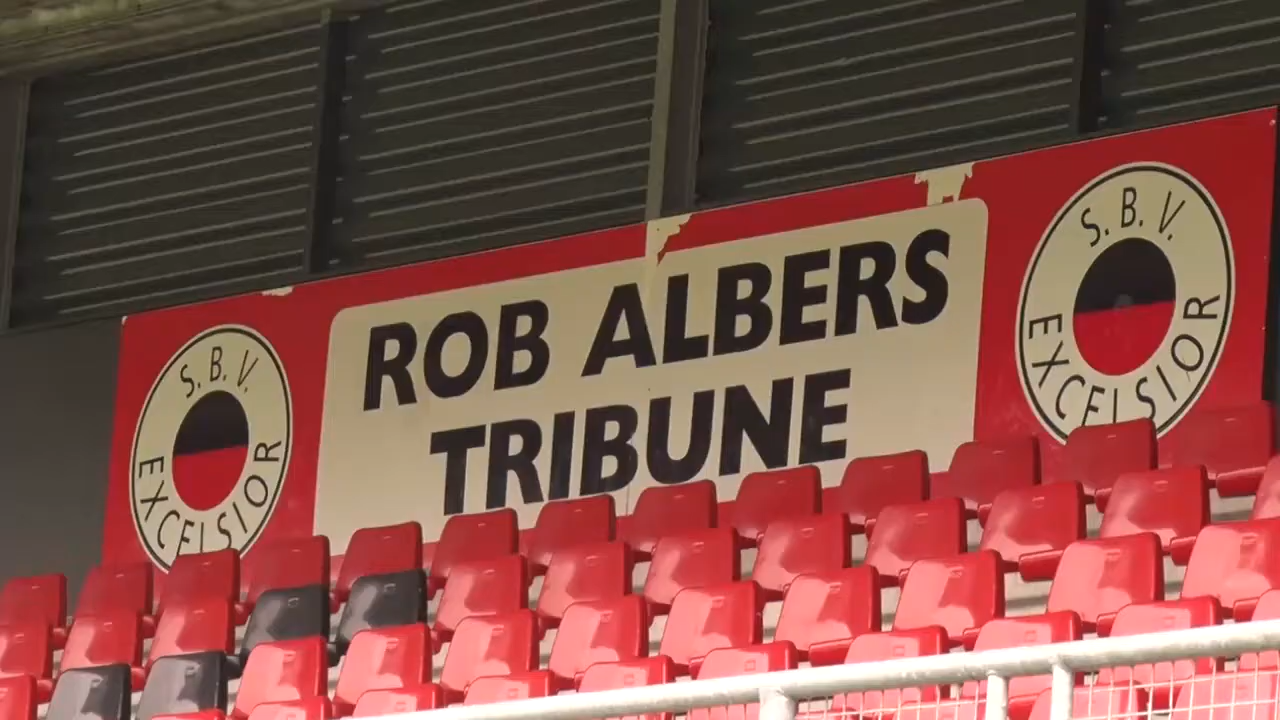 S.B.V.
EXCELSIOR
ROB ALBERS
TRIBUNE
S.B.V.
EXCELSIOR